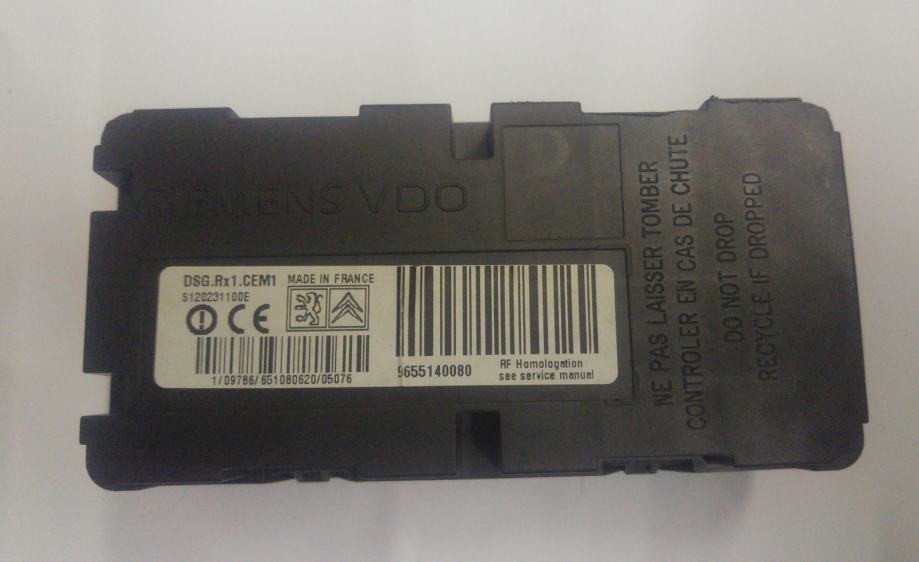 SIEMENS VDO
DSG.Rx1.CEM1 MADE IN FRANCE
S120231100E
CE
1/09786/651080620/05076
9655140080
RF Homologation
see service manual
NE PAS LAISSER TOMBER
CONTROLER EN CAS DE CHUTE
DO NOT DROP
RECYCLE IF DROPPED